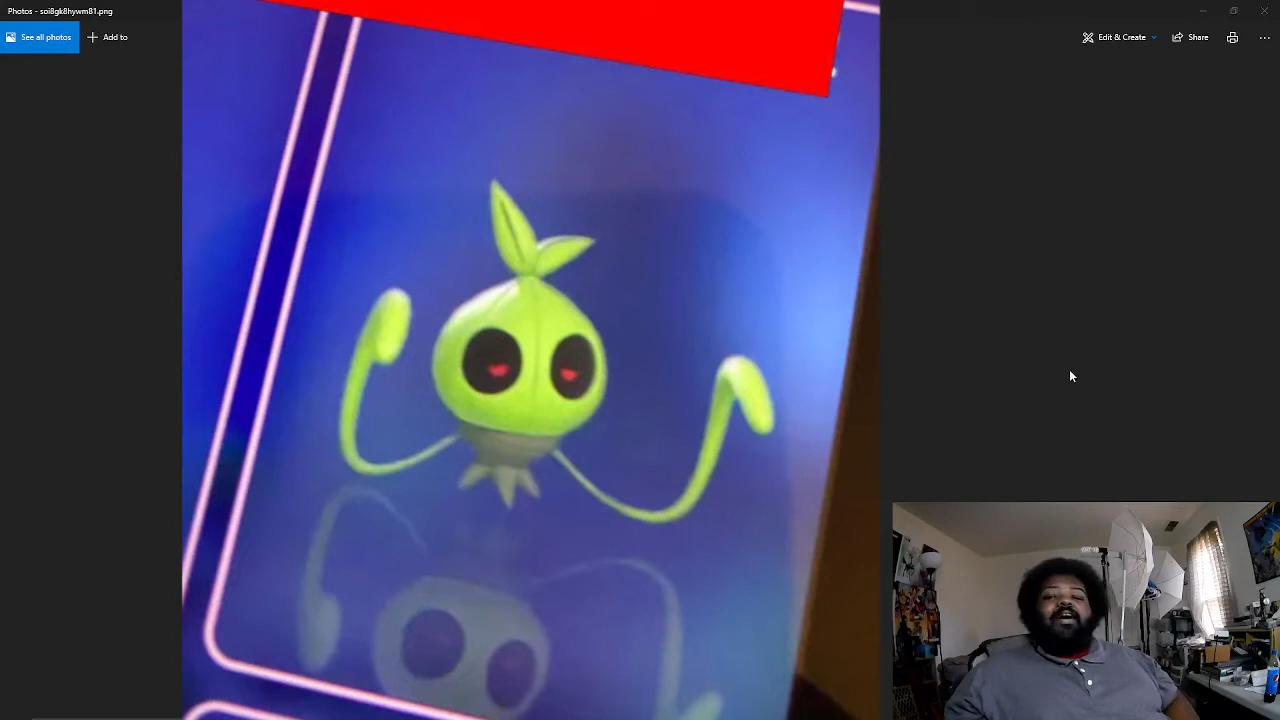 Photos - soi8gk8hywm81.png
See all photos
Add to
Edit & Create
Share